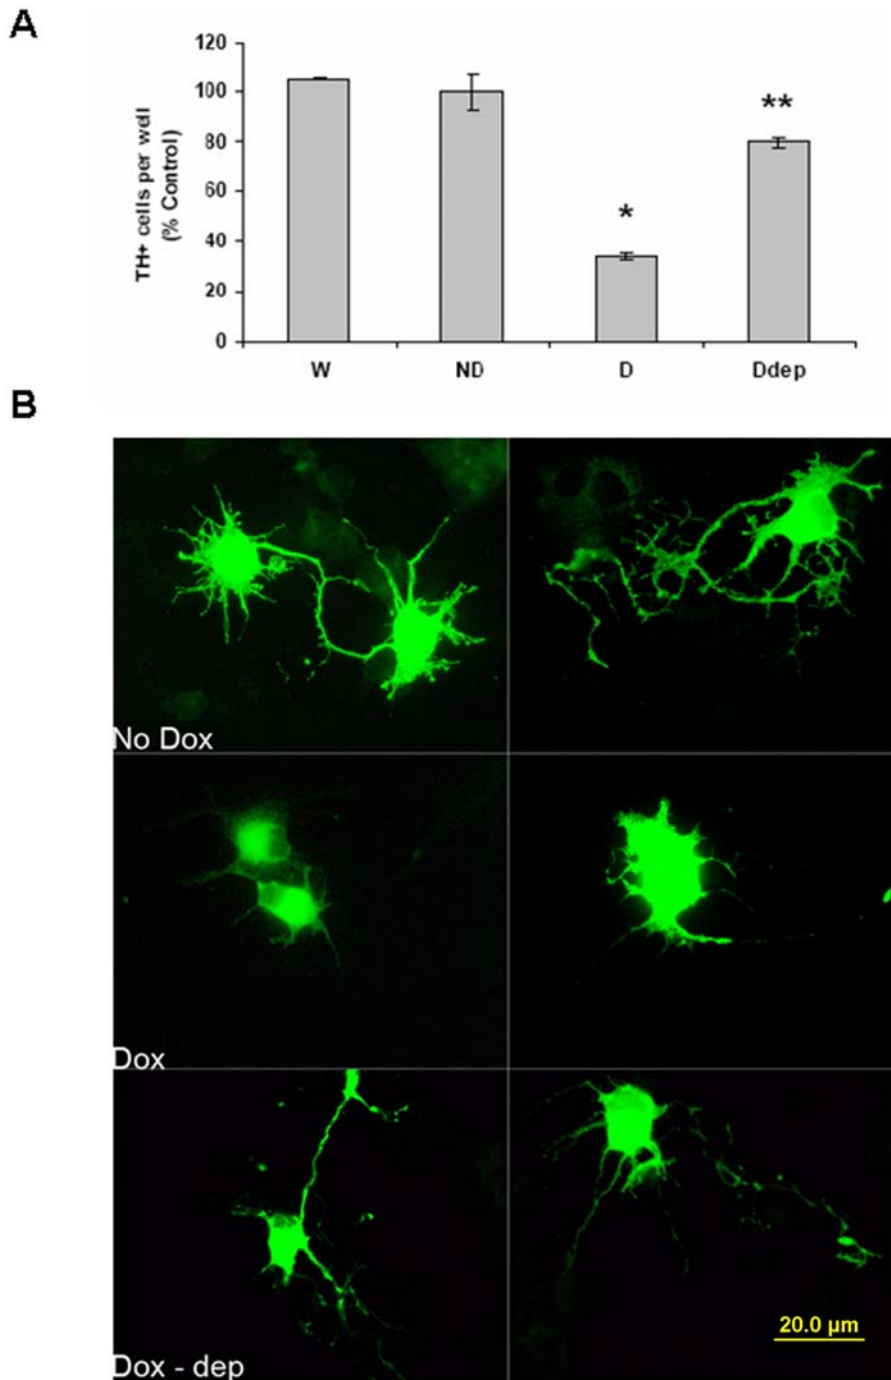 A
TH+ cells per well
(% Control)
120
100
80
60
40
20
0
*
**
W ND D Ddep
B
No Dox
Dox
Dox - dep
20.0 µm